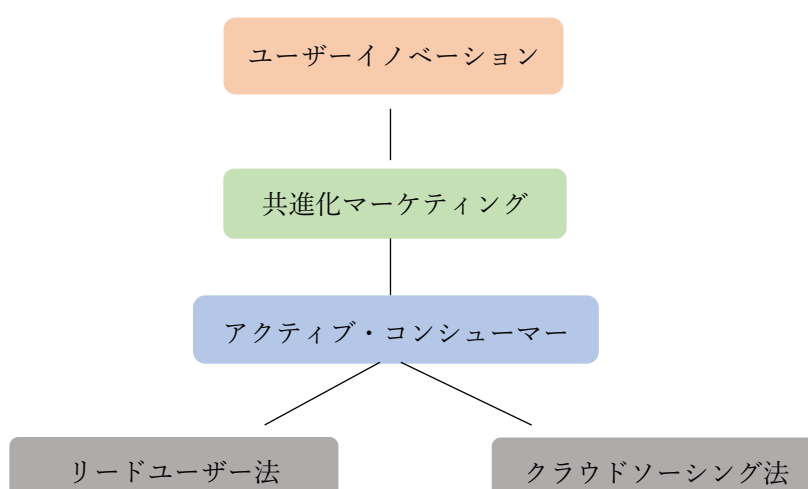 ユーザーイノベーション
共進化マーケティング
アクティブ・コンシューマー
リードユーザー法
クラウドソーシング法